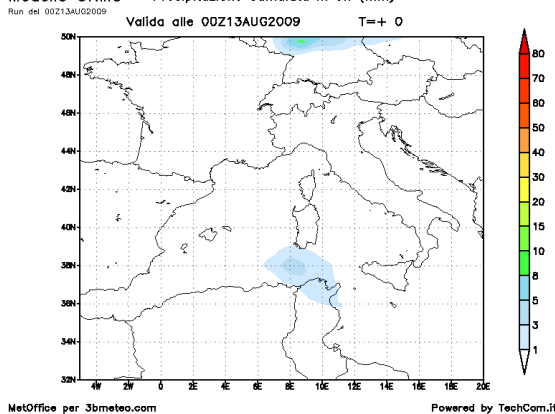 Run del 00Z13AUG2009
Valida alle 00Z13AUG2009 T=+ 0
50N
48N
46N
44N
42N
40N
38N
36N
34N
32N
4W 2W 0 2E 4E 6E 8E 10E 12E 14E 16E 18E 20E
80
70
60
50
40
30
20
15
10
8
5
3
1
MetOffice per 3bmeteo.com Powered by TechCom.it